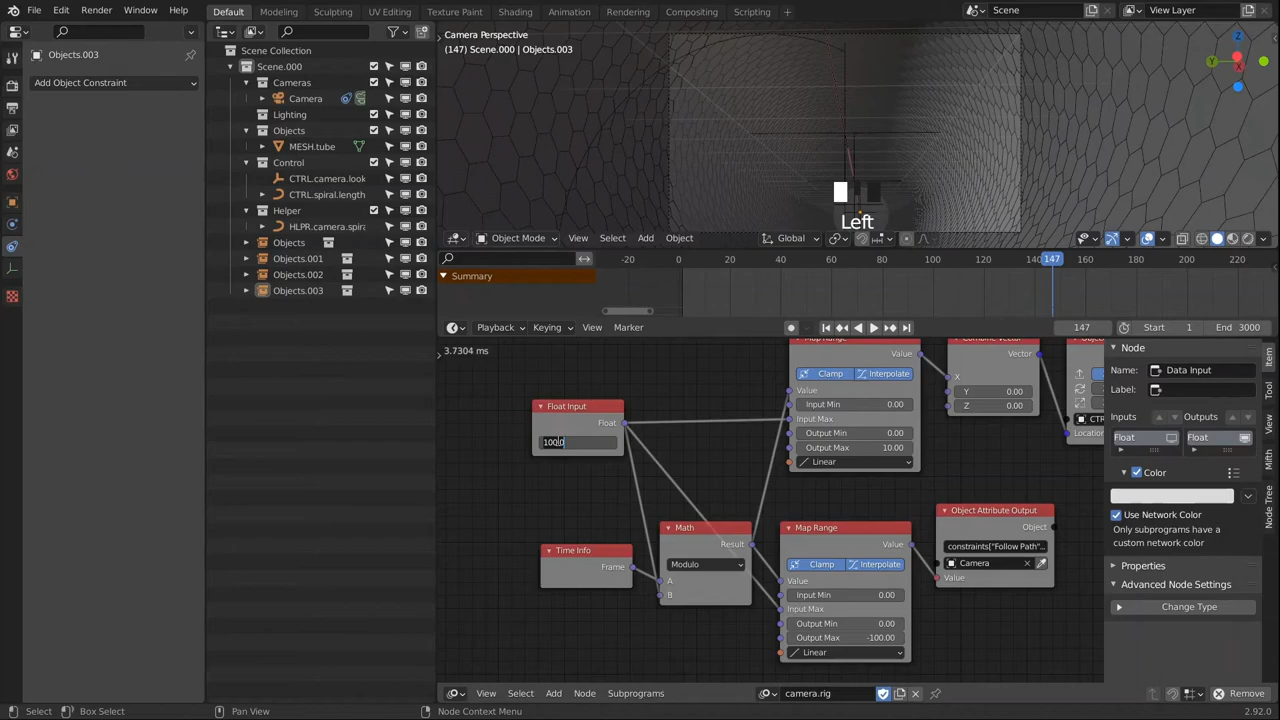 File Edit Render Window Help
Default Modeling Sculpting UV Editing Texture Paint Shading Animation Rendering Compositing Scripting +
Scene
View Layer
Objects.003
Add Object Constraint
Scene Collection
Scene.000
Cameras
Camera
Lighting
Objects
MESH.tube
Control
CTRL.camera.look
CTRL.spiral.length
Helper
HLPR.camera.spira
Objects
Objects.001
Objects.002
Objects.003
Camera Perspective
(147) Scene.000 | Objects.003
Z
Y
X
Left
Object Mode View Select Add Object Global
-20 0 20 40 60 80 100 120 140 147 160 180 200 220
Summary
Playback Keying View Marker 147 Start 1 End 3000
3.7304 ms
Float Input
Float
100.0
Time Info
Frame
Math
Result
Modulo
A
B
Map Range
Value
Clamp Interpolate
Value
Input Min 0.00
Input Max
Output Min 0.00
Output Max 10.00
Linear
Map Range
Value
Clamp Interpolate
Value
Input Min 0.00
Input Max
Output Min 0.00
Output Max -100.00
Linear
Combine Vector
Vector
X
Y 0.00
Z 0.00
CTR
Location
Object Attribute Output
Object
constraints["Follow Path"...
Camera
Value
Node
Name: Data Input
Label:
Inputs Outputs
Float Float
Color
Use Network Color
Only subprograms have a
custom network color
Properties
Advanced Node Settings
Change Type
Item
Tool
View
Node Tree
View Select Add Node Subprograms camera.rig Remove
Select Box Select Pan View Node Context Menu 2.92.0